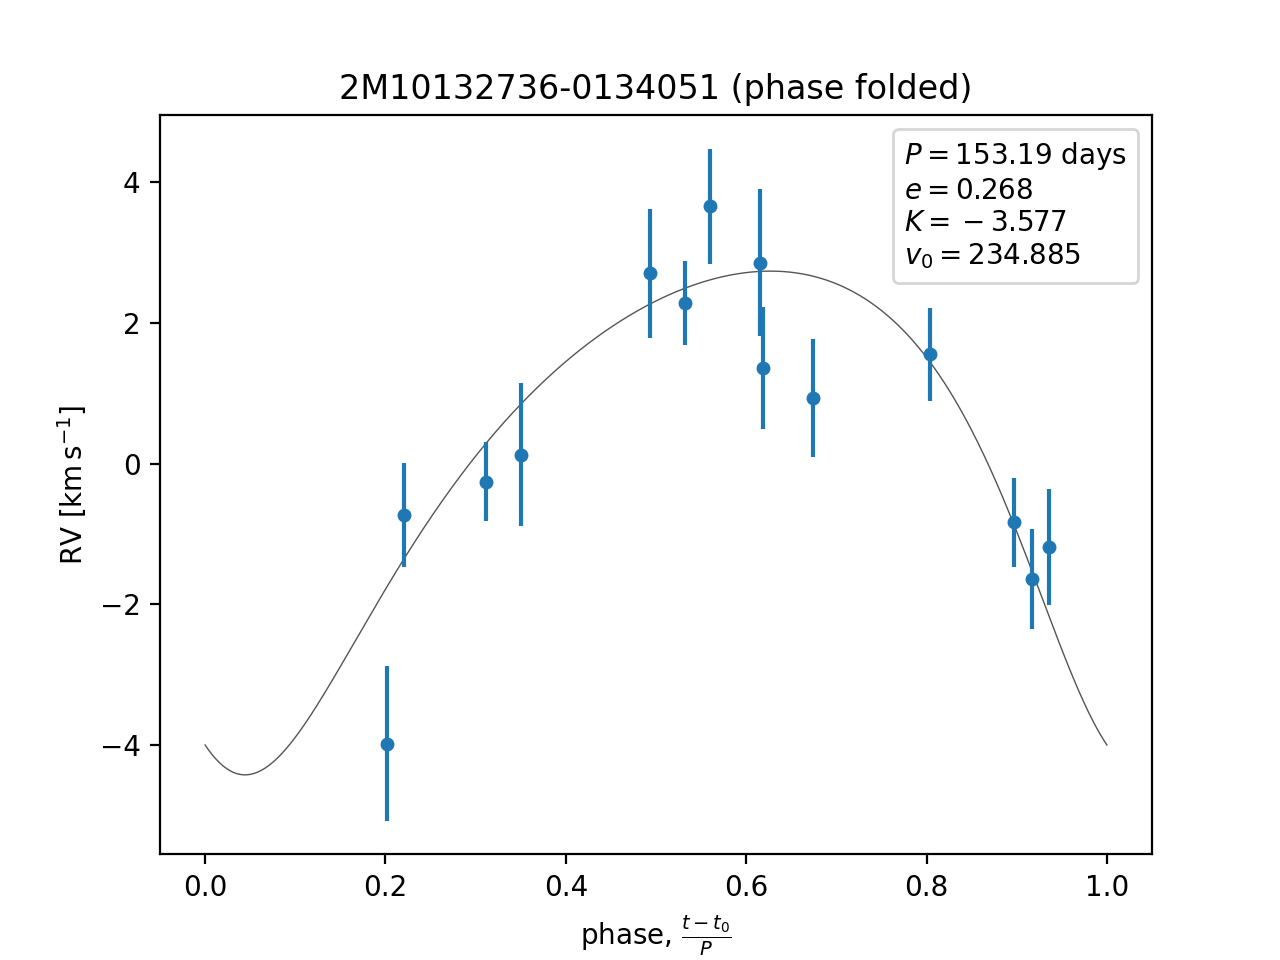 2M10132736-0134051 (phase folded)
P = 153.19 days
e = 0.268
K = −3.577
v₀ = 234.885
4
2
0
−2
−4
RV [km s⁻¹]
0.0 0.2 0.4 0.6 0.8 1.0
phase, (t − t₀)/P